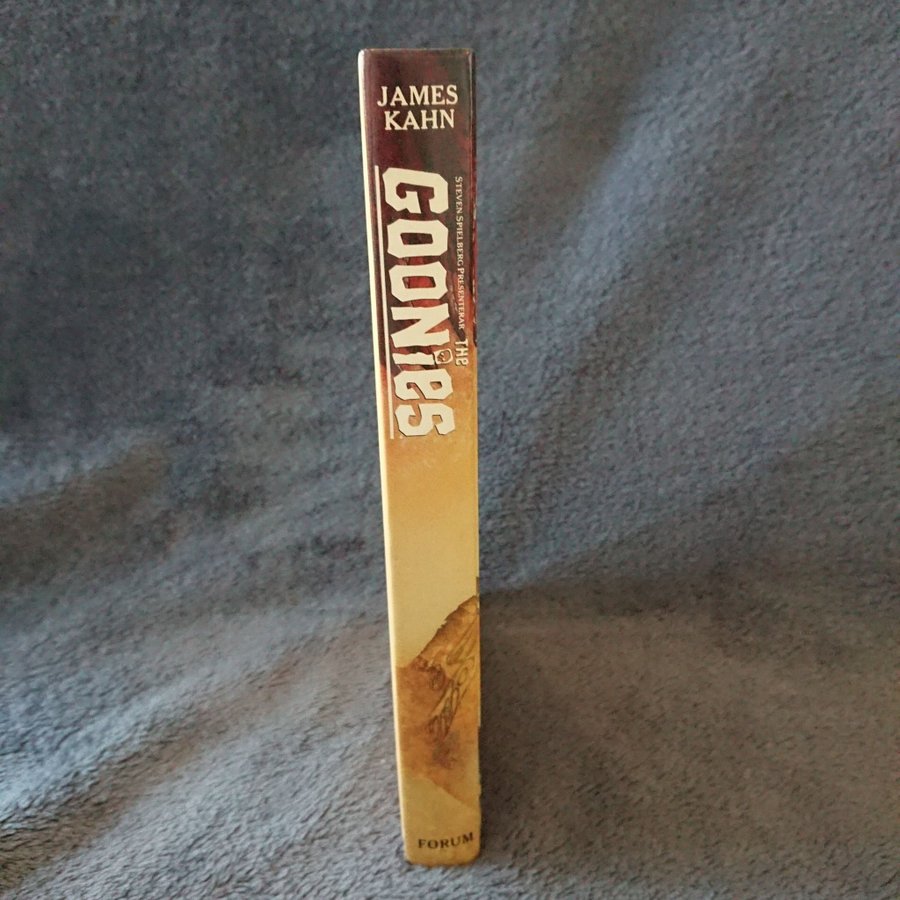 JAMES
KAHN
STEVEN SPIELBERG PRESENTERAR THE
GOONiES
FORUM